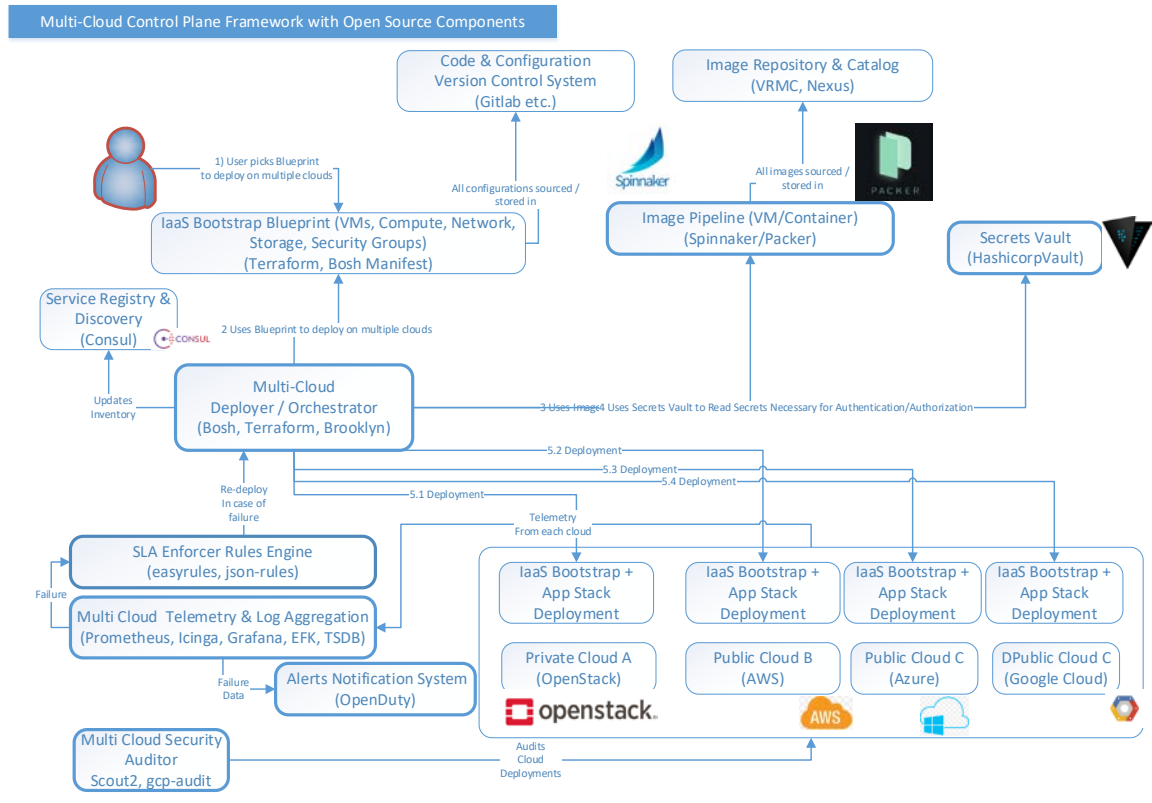 Multi-Cloud Control Plane Framework with Open Source Components
Code & Configuration
Version Control System
(Gitlab etc.)
Image Repository & Catalog
(VRMC, Nexus)
1) User picks Blueprint
to deploy on multiple clouds
All configurations sourced /
stored in
Spinnaker
All images sourced /
stored in
PACKER
IaaS Bootstrap Blueprint (VMs, Compute, Network,
Storage, Security Groups)
(Terraform, Bosh Manifest)
Image Pipeline (VM/Container)
(Spinnaker/Packer)
Secrets Vault
(HashicorpVault)
Service Registry &
Discovery
(Consul)
CONSUL
2 Uses Blueprint to deploy on multiple clouds
Updates
Inventory
Multi-Cloud
Deployer / Orchestrator
(Bosh, Terraform, Brooklyn)
3 Uses Image
4 Uses Secrets Vault to Read Secrets Necessary for Authentication/Authorization
5.2 Deployment
5.3 Deployment
5.4 Deployment
5.1 Deployment
Re-deploy
In case of
failure
Telemetry
From each cloud
SLA Enforcer Rules Engine
(easyrules, json-rules)
Failure
Multi Cloud Telemetry & Log Aggregation
(Prometheus, Icinga, Grafana, EFK, TSDB)
Failure
Data
Alerts Notification System
(OpenDuty)
IaaS Bootstrap +
App Stack
Deployment
IaaS Bootstrap +
App Stack
Deployment
IaaS Bootstrap +
App Stack
Deployment
IaaS Bootstrap +
App Stack
Deployment
Private Cloud A
(OpenStack)
Public Cloud B
(AWS)
Public Cloud C
(Azure)
DPublic Cloud C
(Google Cloud)
openstack.
AWS
Multi Cloud Security
Auditor
Scout2, gcp-audit
Audits
Cloud
Deployments